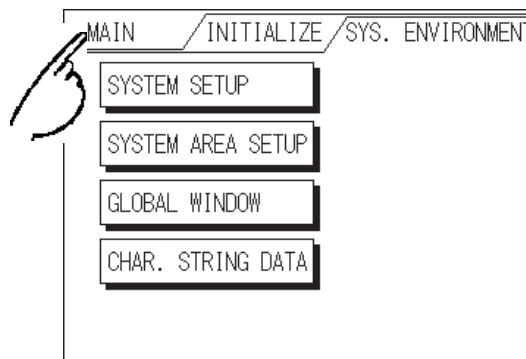 MAIN INITIALIZE SYS. ENVIRONMENT
SYSTEM SETUP
SYSTEM AREA SETUP
GLOBAL WINDOW
CHAR. STRING DATA